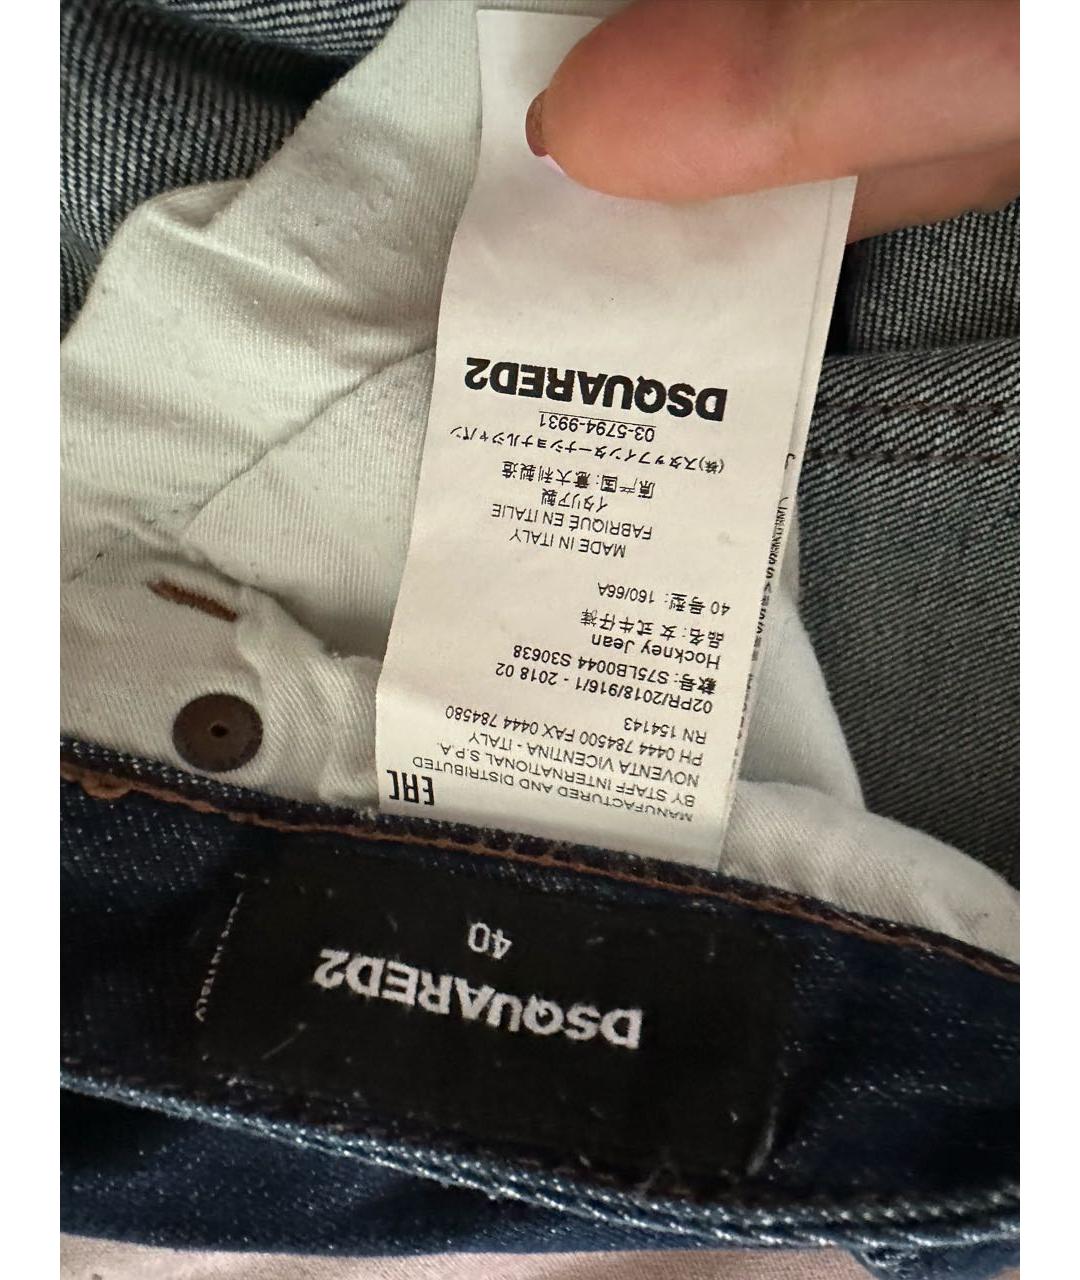 DSQUARED2
40
MANUFACTURED AND DISTRIBUTED
BY STAFF INTERNATIONAL S.P.A.
NOVENTA VICENTINA - ITALY
PH 0444 784500 FAX 0444 784580
RN 154143
02PR/2018/916/1 - 2018 02
款号: S75LB0044 S30638
Hockney Jean
品名: 女式牛仔裤
40 号型: 160/66A
MADE IN ITALY
FABRIQUÉ EN ITALIE
イタリア製
原产国: 意大利製造
(株)スタッフインターナショナルジャパン
03-5794-9931
DSQUARED2
EAC